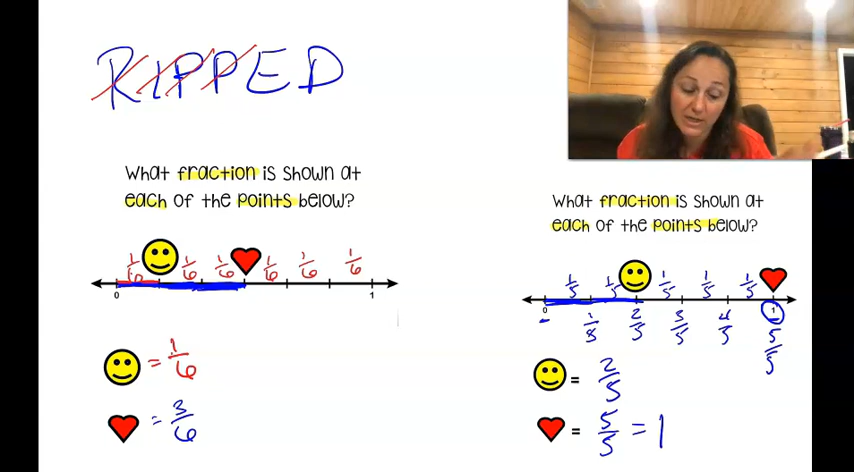 RIPPED
What fraction is shown at
each of the points below?
1/6 1/6 1/6 1/6 1/6 1/6
0 1
= 1/6
= 3/6
What fraction is shown at
each of the points below?
1/5 1/5 1/5 1/5 1/5
0 1
1/5 2/5 3/5 4/5 5/5
= 2/5
= 5/5 = 1